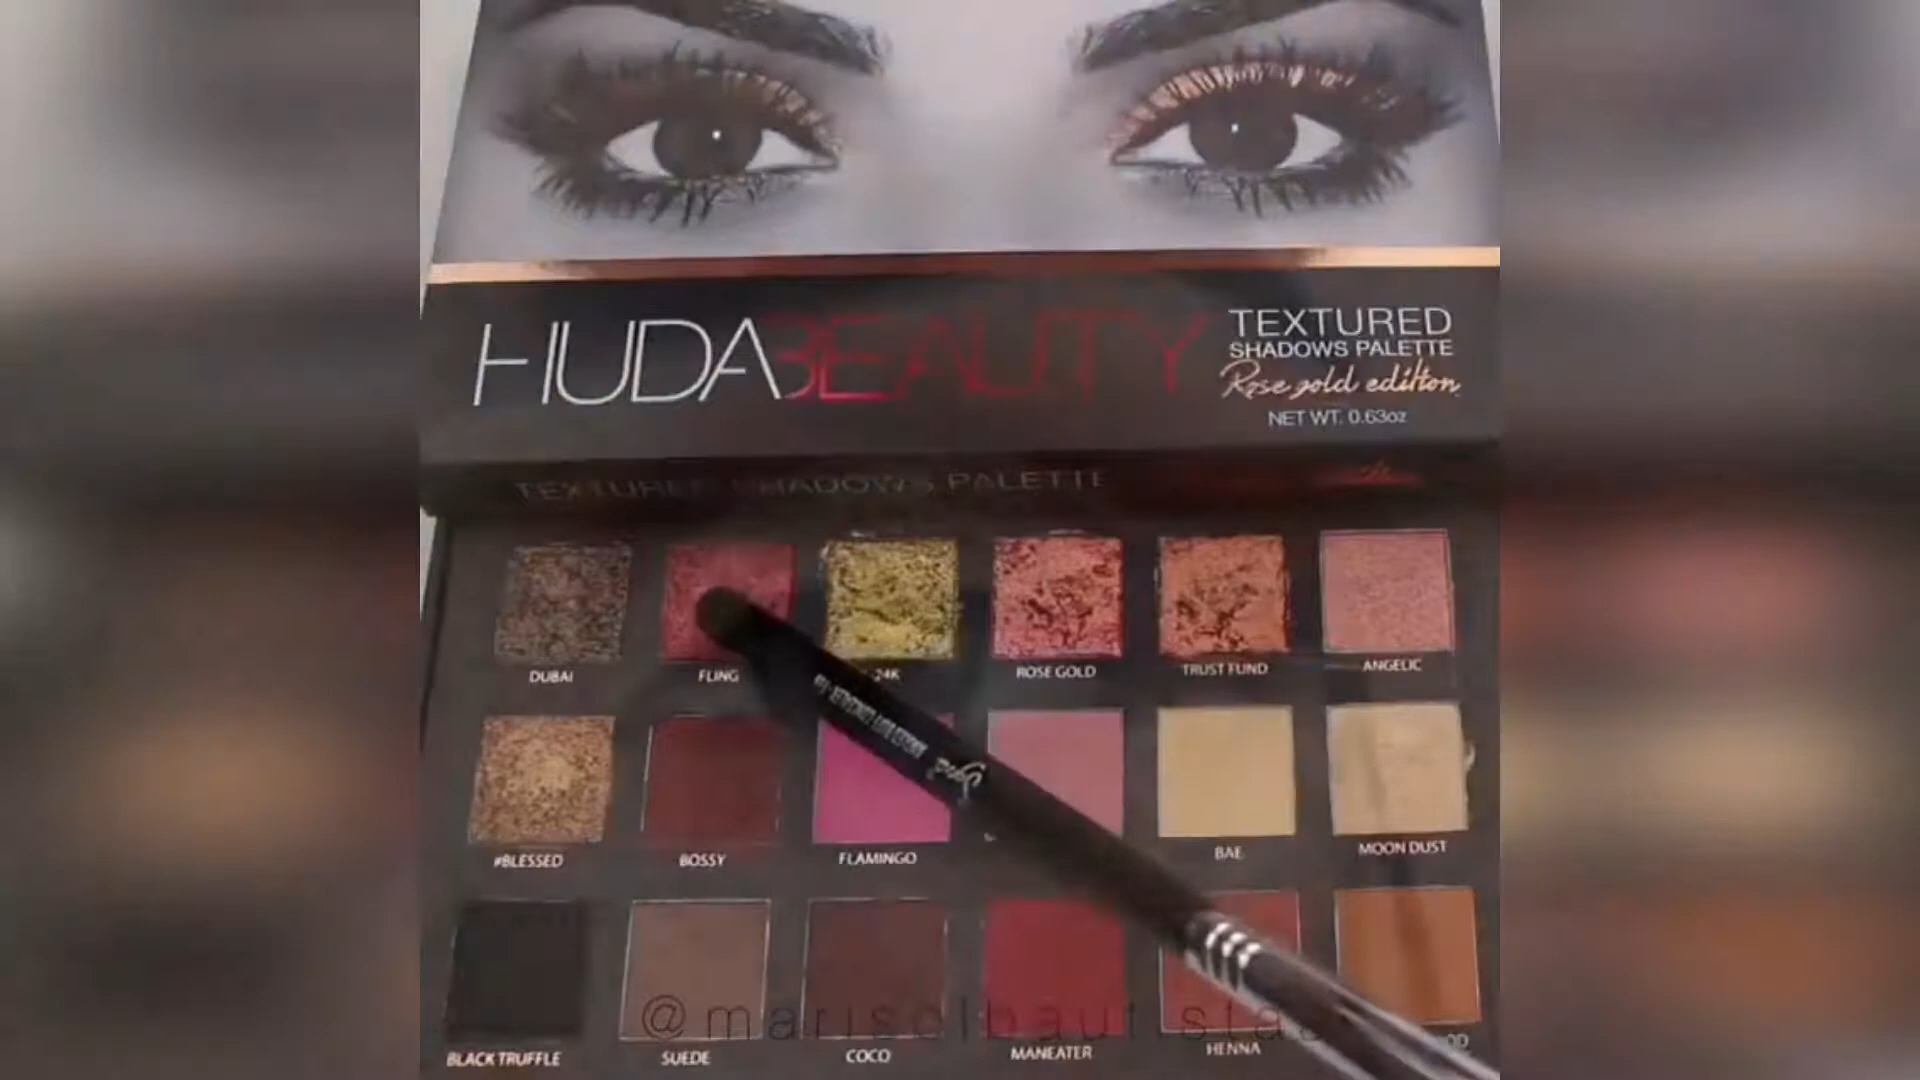 HUDABEAUTY
TEXTURED
SHADOWS PALETTE
Rose gold edition
NET WT. 0.63oz
TEXTURED SHADOWS PALETTE
DUBAI FLING 24K ROSE GOLD TRUST FUND ANGELIC
#BLESSED BOSSY FLAMINGO BAE MOON DUST
@marisolbautista
BLACK TRUFFLE SUEDE COCO MANEATER HENNA